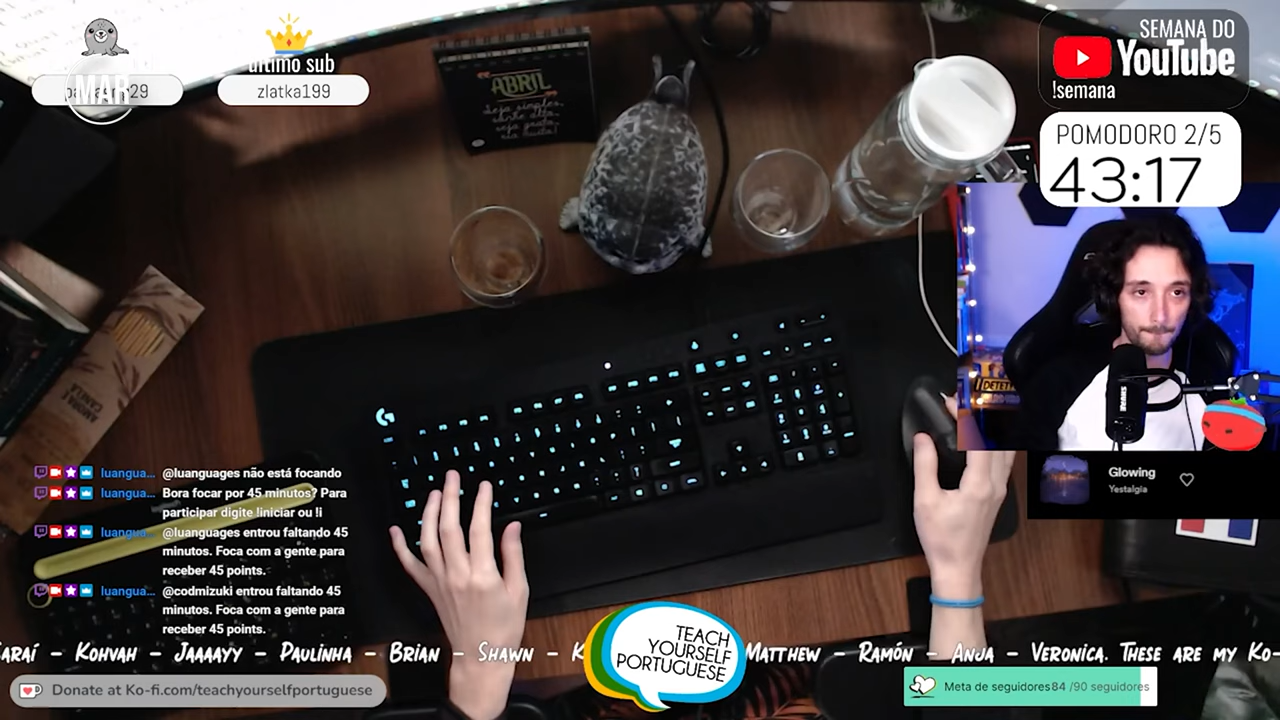 MAR
último sub
zlatka199
ABRIL
SEMANA DO
YouTube
!semana
POMODORO 2/5
43:17
Glowing
Yestalgia
luangua... @luanguages não está focando
luangua... Bora focar por 45 minutos? Para
participar digite !iniciar ou !i
luangua... @luanguages entrou faltando 45
minutos. Foca com a gente para
receber 45 points.
luangua... @codmizuki entrou faltando 45
minutos. Foca com a gente para
receber 45 points.
ARAÍ – KOHVAH – JAAAAYY – PAULINHA – BRIAN – SHAWN – K
MATTHEW – RAMÓN – ANJA – VERONICA. THESE ARE MY KO-
TEACH
YOURSELF
PORTUGUESE
Donate at Ko-fi.com/teachyourselfportuguese
Meta de seguidores 84 /90 seguidores